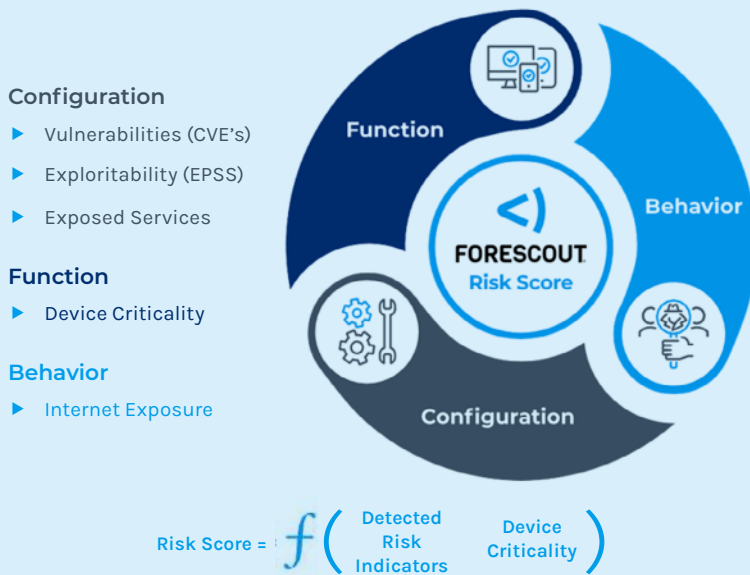 Configuration
Vulnerabilities (CVE's)
Exploritability (EPSS)
Exposed Services
Function
Device Criticality
Behavior
Internet Exposure
Function
Behavior
FORESCOUT
Risk Score
Configuration
Risk Score = f ( Detected Risk Indicators Device Criticality )